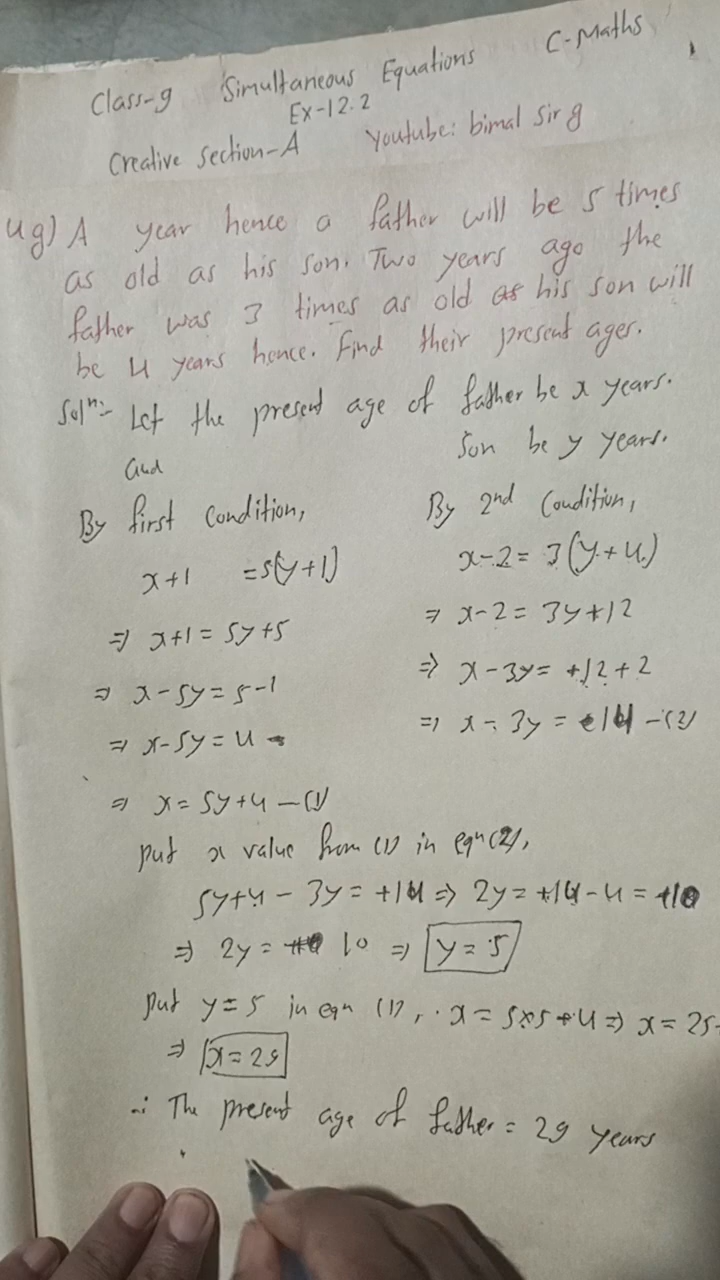 Class-9 Simultaneous Equations C-Maths
Ex-12.2
Creative Section-A Youtube: bimal Sir g
4g) A year hence a father will be 5 times
as old as his son. Two years ago the
father was 3 times as old as his son will
be 4 years hence. Find their present ages.
Solⁿ:- Let the present age of father be x years.
and son be y years.
By first condition,
x+1 =5(y+1)
⇒ x+1 = 5y+5
⇒ x-5y = 5-1
⇒ x-5y = 4
⇒ x = 5y+4 -(1)
By 2nd Condition,
x-2 = 3(y+4)
⇒ x-2 = 3y+12
⇒ x-3y = +12+2
⇒ x-3y = 14 -(2)
put x value from (1) in eqn(2),
5y+4 - 3y = +14 ⇒ 2y = +14-4 = 10
⇒ 2y = 10 ⇒ y = 5
put y = 5 in eqn (1), x = 5×5+4 ⇒ x = 25
⇒ x = 29
∴ The present age of father = 29 years